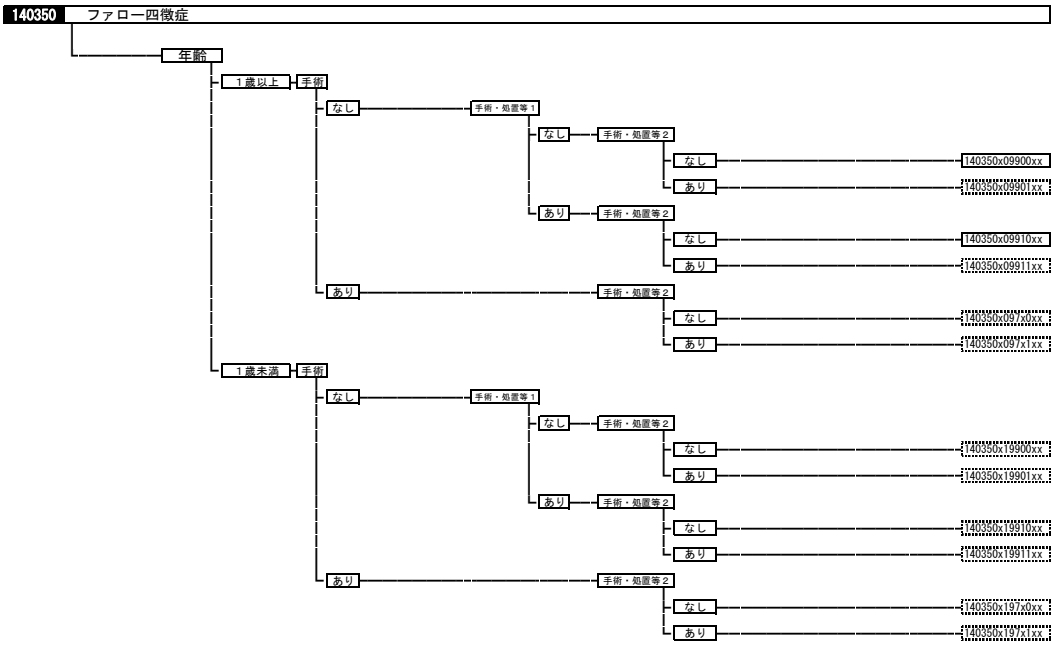 140350 ファロー四徴症
年齢
1歳以上 手術
なし 手術・処置等1
なし 手術・処置等2
なし 140350x09900xx
あり 140350x09901xx
あり 手術・処置等2
なし 140350x09910xx
あり 140350x09911xx
あり 手術・処置等2
なし 140350x097x0xx
あり 140350x097x1xx
1歳未満 手術
なし 手術・処置等1
なし 手術・処置等2
なし 140350x19900xx
あり 140350x19901xx
あり 手術・処置等2
なし 140350x19910xx
あり 140350x19911xx
あり 手術・処置等2
なし 140350x197x0xx
あり 140350x197x1xx